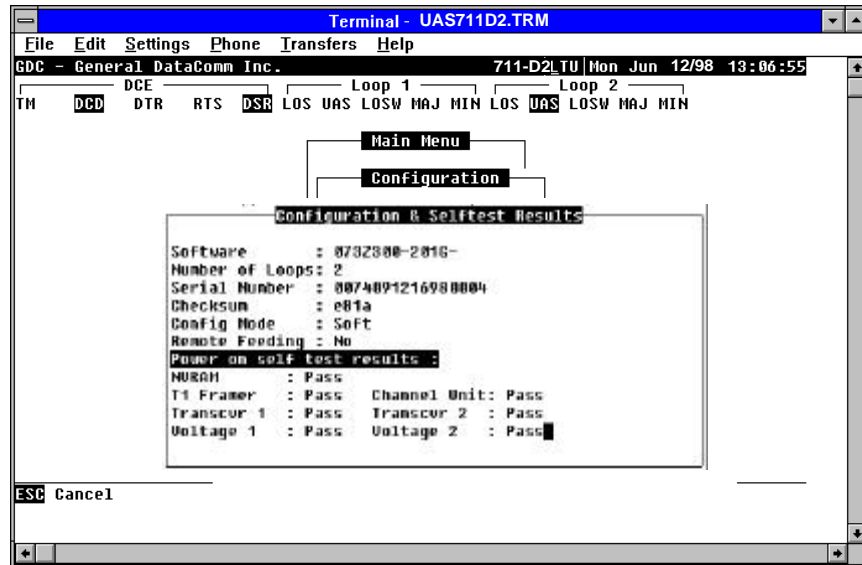 Terminal - UAS711D2.TRM
File Edit Settings Phone Transfers Help
GDC - General DataComm Inc. 711-D2LTU Mon Jun 12/98 13:06:55
DCE Loop 1 Loop 2
TM DCD DTR RTS DSR LOS UAS LOSW MAJ MIN LOS UAS LOSW MAJ MIN
Main Menu
Configuration
Configuration & Selftest Results
Software : 073Z300-201G-
Number of Loops: 2
Serial Number : 0074091216980004
Checksum : e81a
Config Mode : Soft
Remote Feeding : No
Power on self test results :
NVRAM : Pass
T1 Framer : Pass Channel Unit: Pass
Transcvr 1 : Pass Transcvr 2 : Pass
Voltage 1 : Pass Voltage 2 : Pass
ESC Cancel